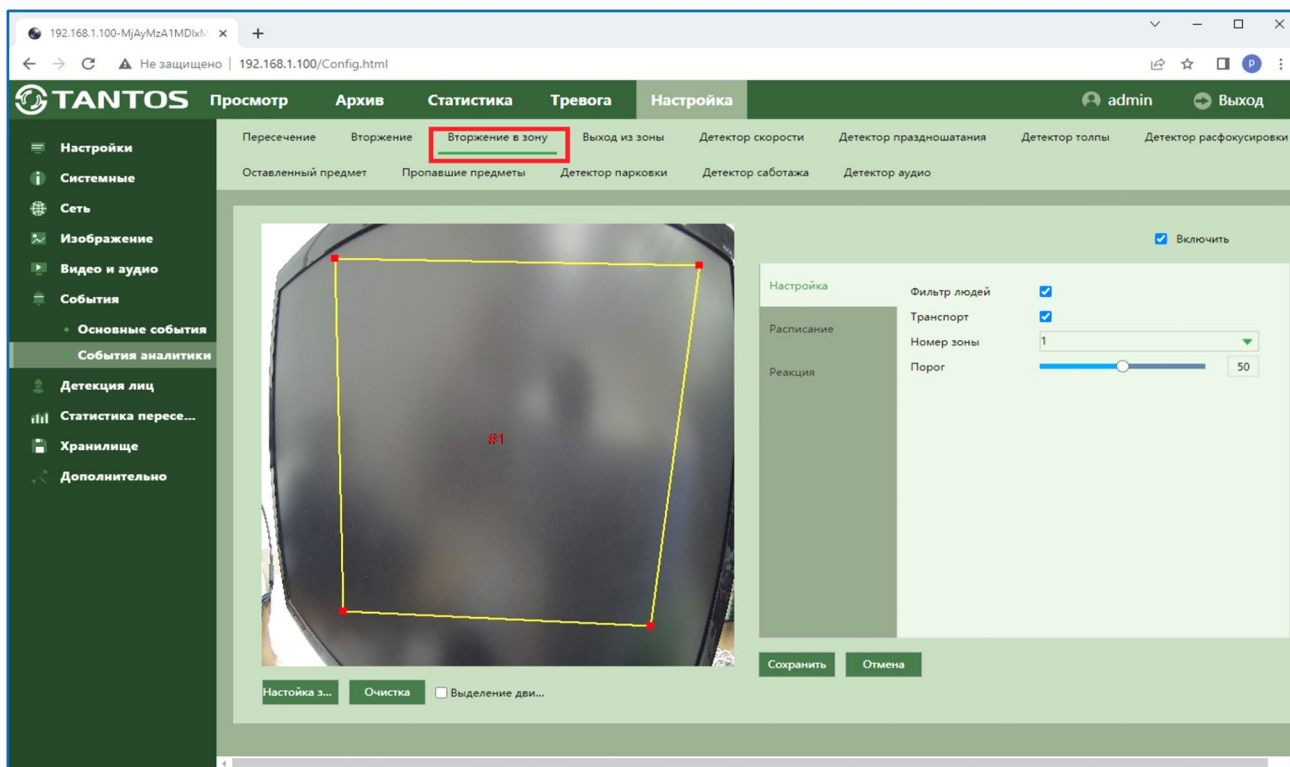 192.168.1.100-MjAyMzA1MDIxM
Не защищено 192.168.1.100/Config.html P
TANTOS Просмотр Архив Статистика Тревога Настройка admin Выход
Пересечение Вторжение Вторжение в зону Выход из зоны Детектор скорости Детектор праздношатания Детектор толпы Детектор расфокусировки
Оставленный предмет Пропавшие предметы Детектор парковки Детектор саботажа Детектор аудио
Настройки
Системные
Сеть
Изображение
Видео и аудио
События
Основные события
События аналитики
Детекция лиц
Статистика пересе...
Хранилище
Дополнительно
#1
Настойка з... Очистка Выделение дви...
Включить
Настройка
Расписание
Реакция
Фильтр людей
Транспорт
Номер зоны 1
Порог 50
Сохранить Отмена